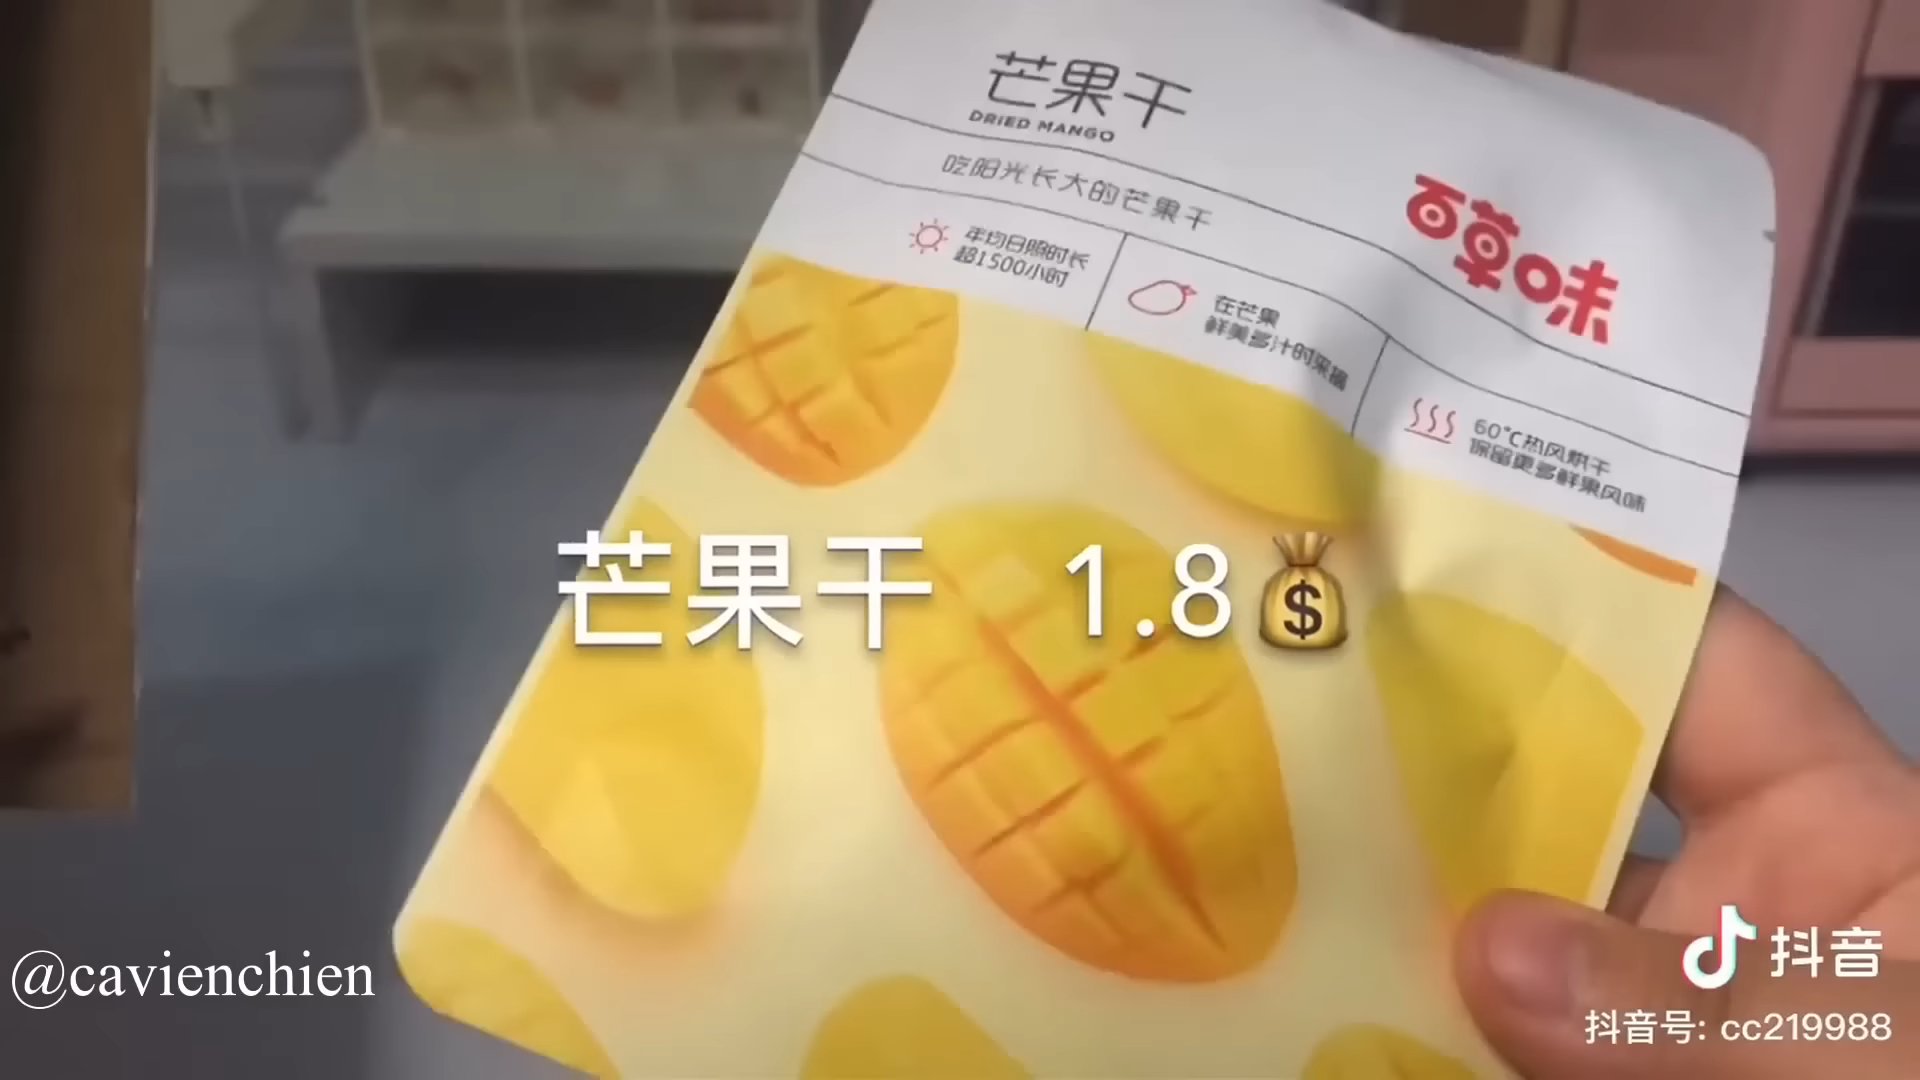 芒果干
DRIED MANGO
吃阳光长大的芒果干
百草味
年均日照时长
超1500小时
在芒果
鲜美多汁时采摘
60℃热风烘干
保留更多鲜果风味
芒果干 1.8💰
@cavienchien
抖音
抖音号: cc219988